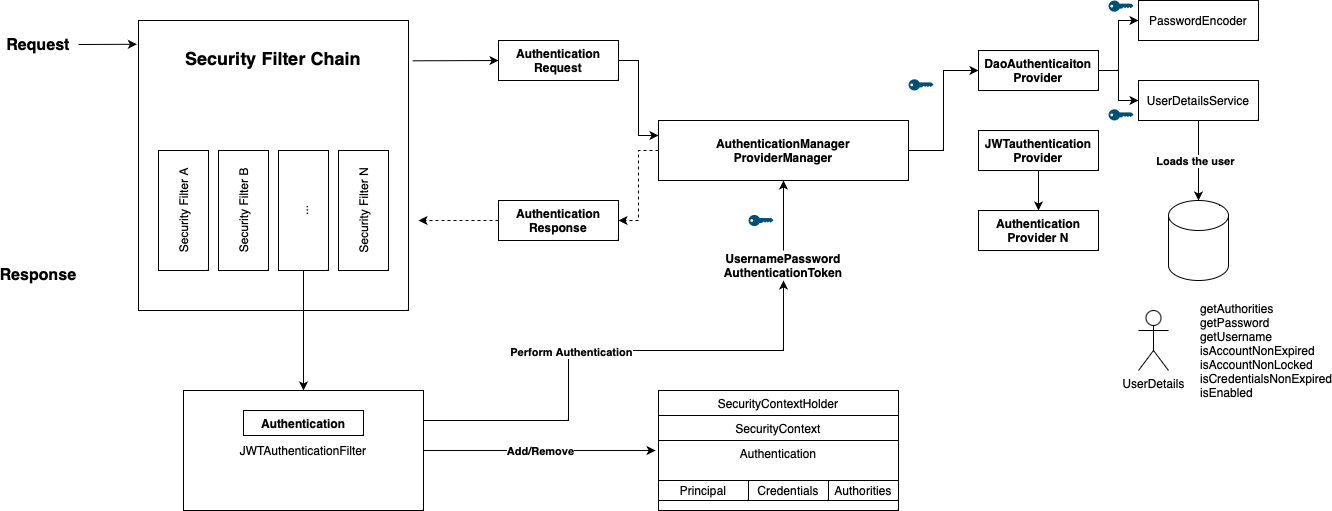 Request
Security Filter Chain
Security Filter A
Security Filter B
...
Security Filter N
Response
Authentication
Request
Authentication
Response
AuthenticationManager
ProviderManager
UsernamePassword
AuthenticationToken
Perform Authentication
DaoAuthenticaiton
Provider
JWTauthentication
Provider
Authentication
Provider N
PasswordEncoder
UserDetailsService
Loads the user
UserDetails
getAuthorities
getPassword
getUsername
isAccountNonExpired
isAccountNonLocked
isCredentialsNonExpired
isEnabled
Authentication
JWTAuthenticationFilter
Add/Remove
SecurityContextHolder
SecurityContext
Authentication
Principal
Credentials
Authorities